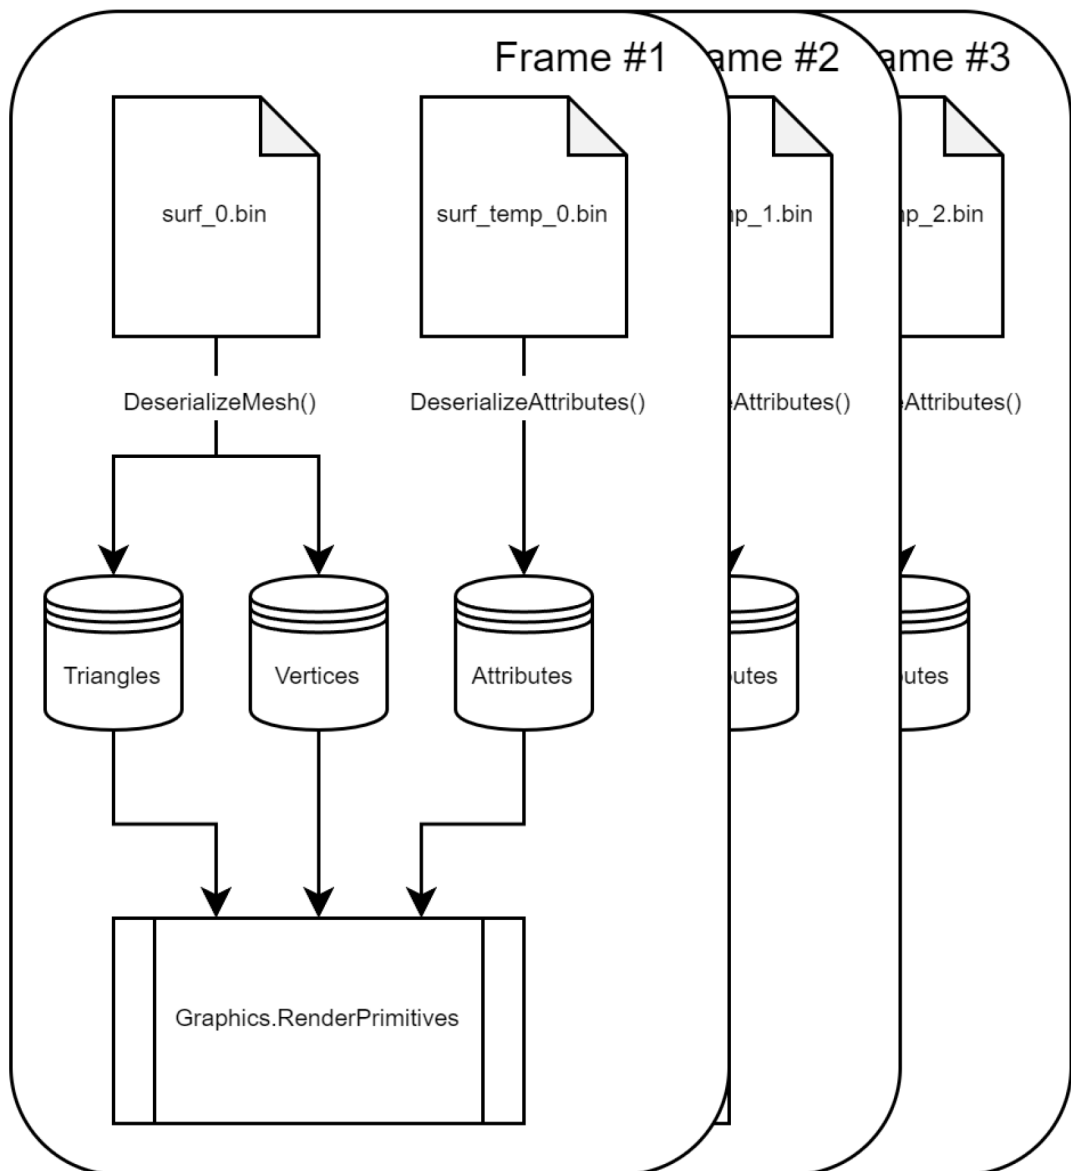 Frame #1
ame #2
ame #3
surf_0.bin
surf_temp_0.bin
p_1.bin
p_2.bin
DeserializeMesh()
DeserializeAttributes()
Attributes()
Attributes()
Triangles
Vertices
Attributes
utes
utes
Graphics.RenderPrimitives